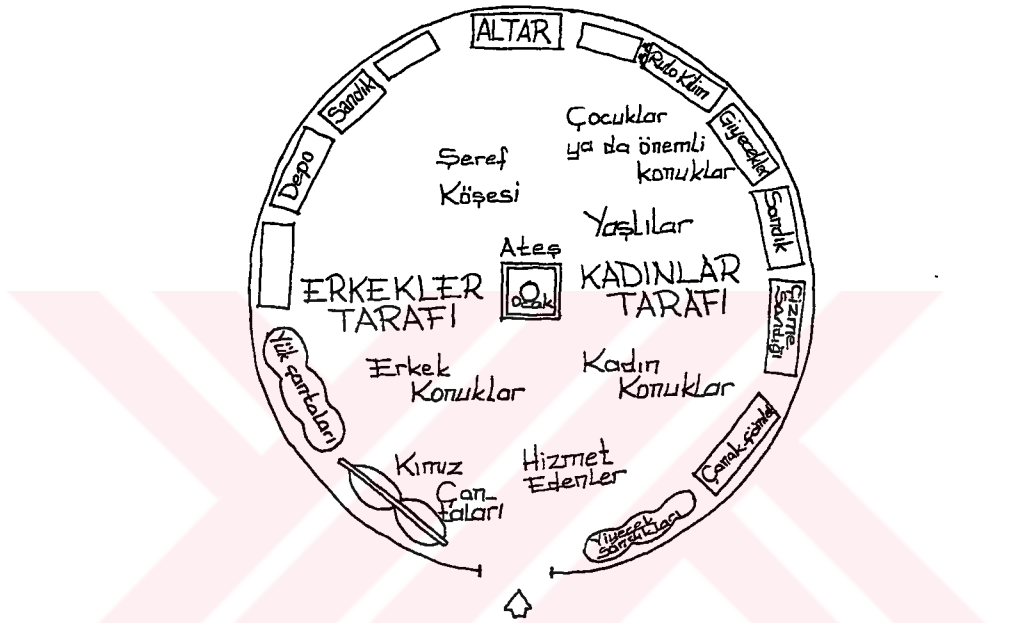 ALTAR
Rulo Kilim
Sandık
Giyecekler
Çocuklar
ya da önemli
konuklar
Şeref
Köşesi
Depo
Sandık
Yaşlılar
Ateş
Ocak
ERKEKLER
TARAFI
KADINLAR
TARAFI
Çizme
Sandığı
Yük çantaları
Erkek
Konuklar
Kadın
Konuklar
Çanak-çömlek
Kımız
Çan-
taları
Hizmet
Edenler
Yiyecek
sandıkları